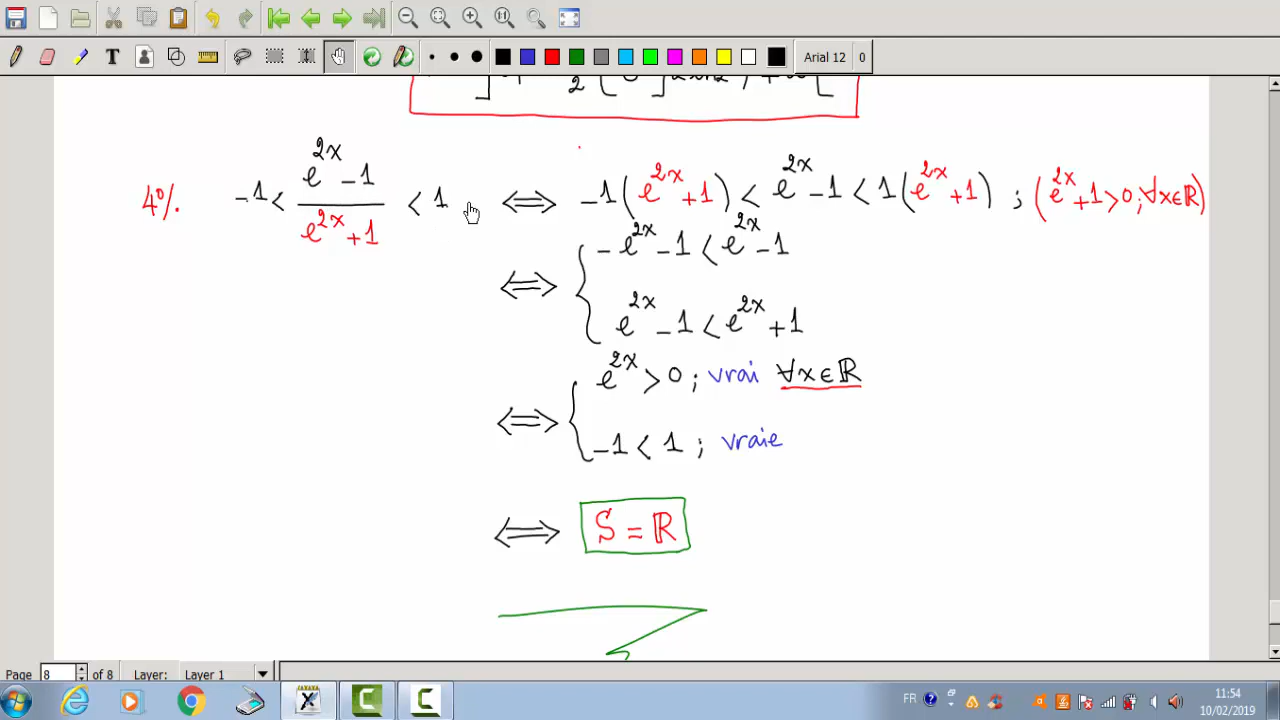 T Arial 12 0
4°/. -1 < (e^{2x} -1)/(e^{2x} +1) < 1 ⟺ -1(e^{2x} +1) < e^{2x} -1 < 1(e^{2x} +1) ; (e^{2x} +1 > 0 ; ∀x∈ℝ)
⟺ { -e^{2x} -1 < e^{2x} -1
e^{2x} -1 < e^{2x} +1
⟺ { e^{2x} > 0 ; vrai ∀x∈ℝ
-1 < 1 ; vraie
⟺ S = ℝ
Page 8 of 8 Layer: Layer 1
FR 11:54
10/02/2019